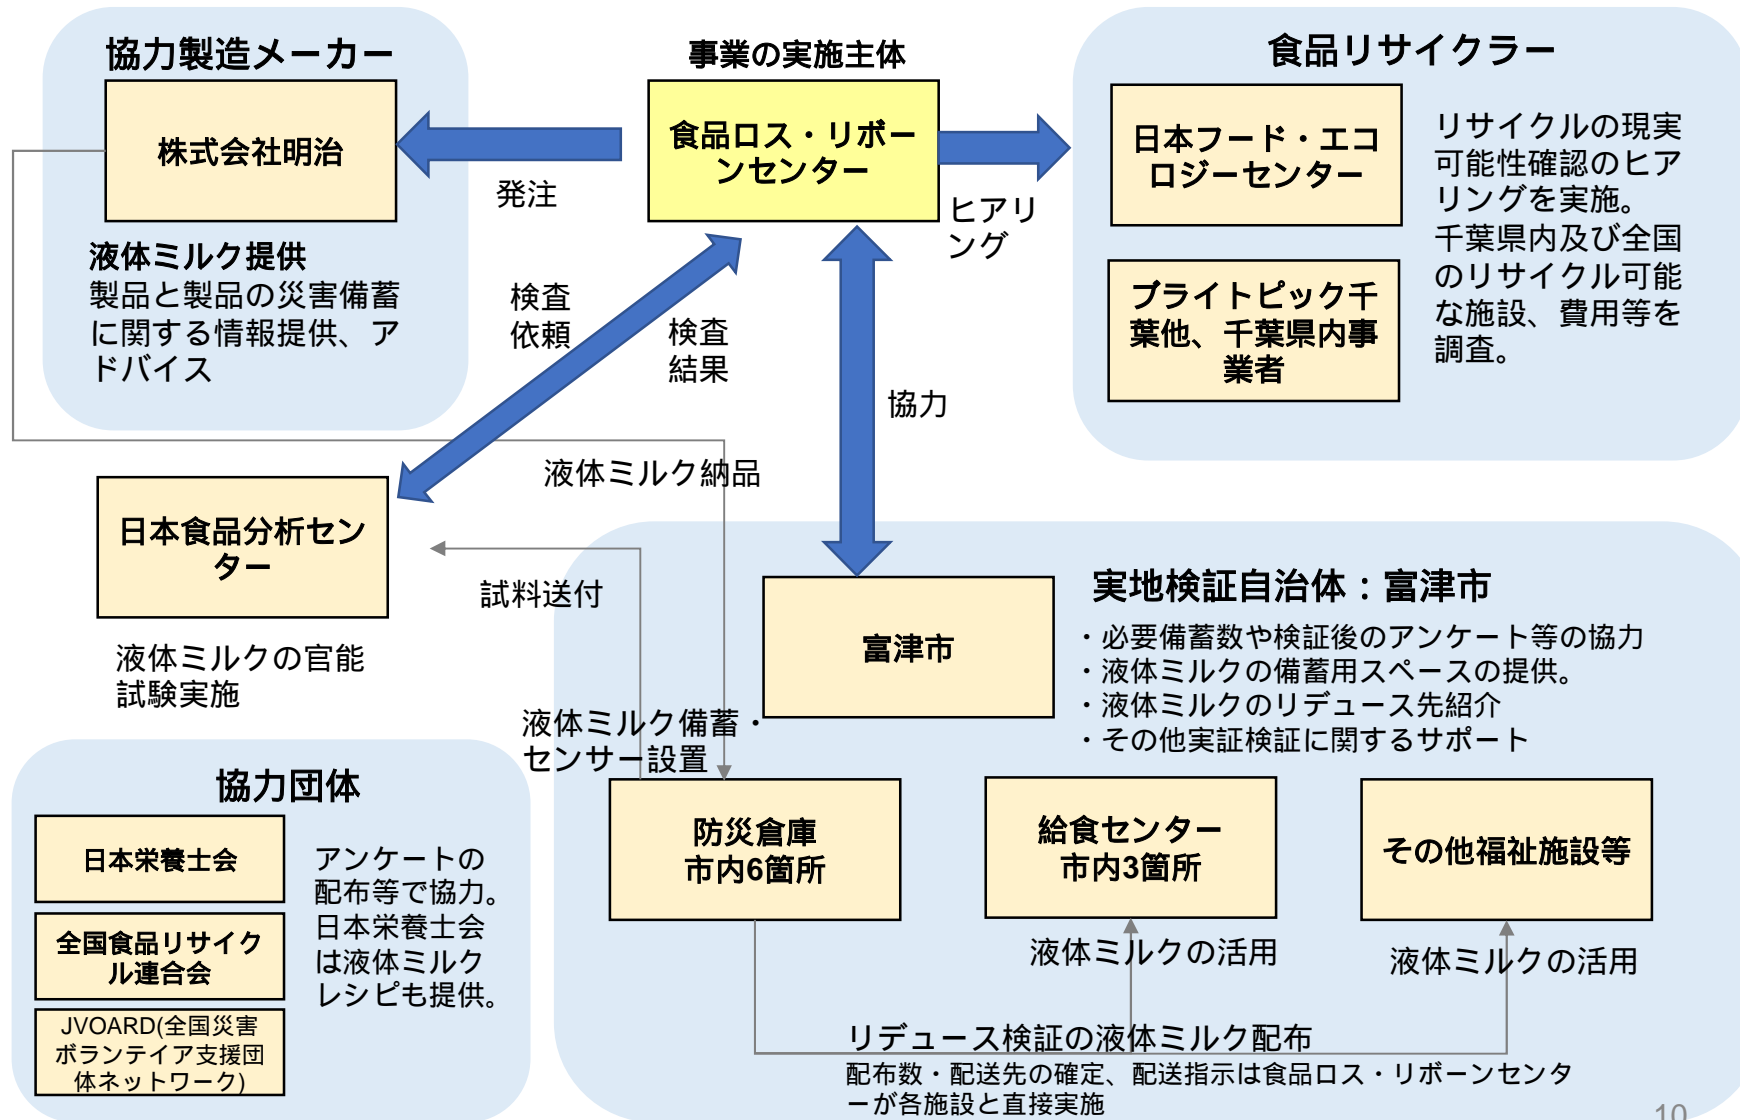 協力製造メーカー
株式会社明治
液体ミルク提供
製品と製品の災害備蓄
に関する情報提供、ア
ドバイス
事業の実施主体
食品ロス・リボー
ンセンター
発注
ヒアリ
ング
検査
依頼
検査
結果
協力
食品リサイクラー
日本フード・エコ
ロジーセンター
ブライトピック千
葉他、千葉県内事
業者
リサイクルの現実
可能性確認のヒア
リングを実施。
千葉県内及び全国
のリサイクル可能
な施設、費用等を
調査。
液体ミルク納品
日本食品分析セン
ター
試料送付
液体ミルクの官能
試験実施
富津市
実地検証自治体：富津市
・必要備蓄数や検証後のアンケート等の協力
・液体ミルクの備蓄用スペースの提供。
・液体ミルクのリデュース先紹介
・その他実証検証に関するサポート
液体ミルク備蓄・
センサー設置
防災倉庫
市内6箇所
給食センター
市内3箇所
その他福祉施設等
液体ミルクの活用
液体ミルクの活用
リデュース検証の液体ミルク配布
配布数・配送先の確定、配送指示は食品ロス・リボーンセンタ
ーが各施設と直接実施
協力団体
日本栄養士会
全国食品リサイク
ル連合会
JVOARD(全国災害
ボランテイア支援団
体ネットワーク)
アンケートの
配布等で協力。
日本栄養士会
は液体ミルク
レシピも提供。
10